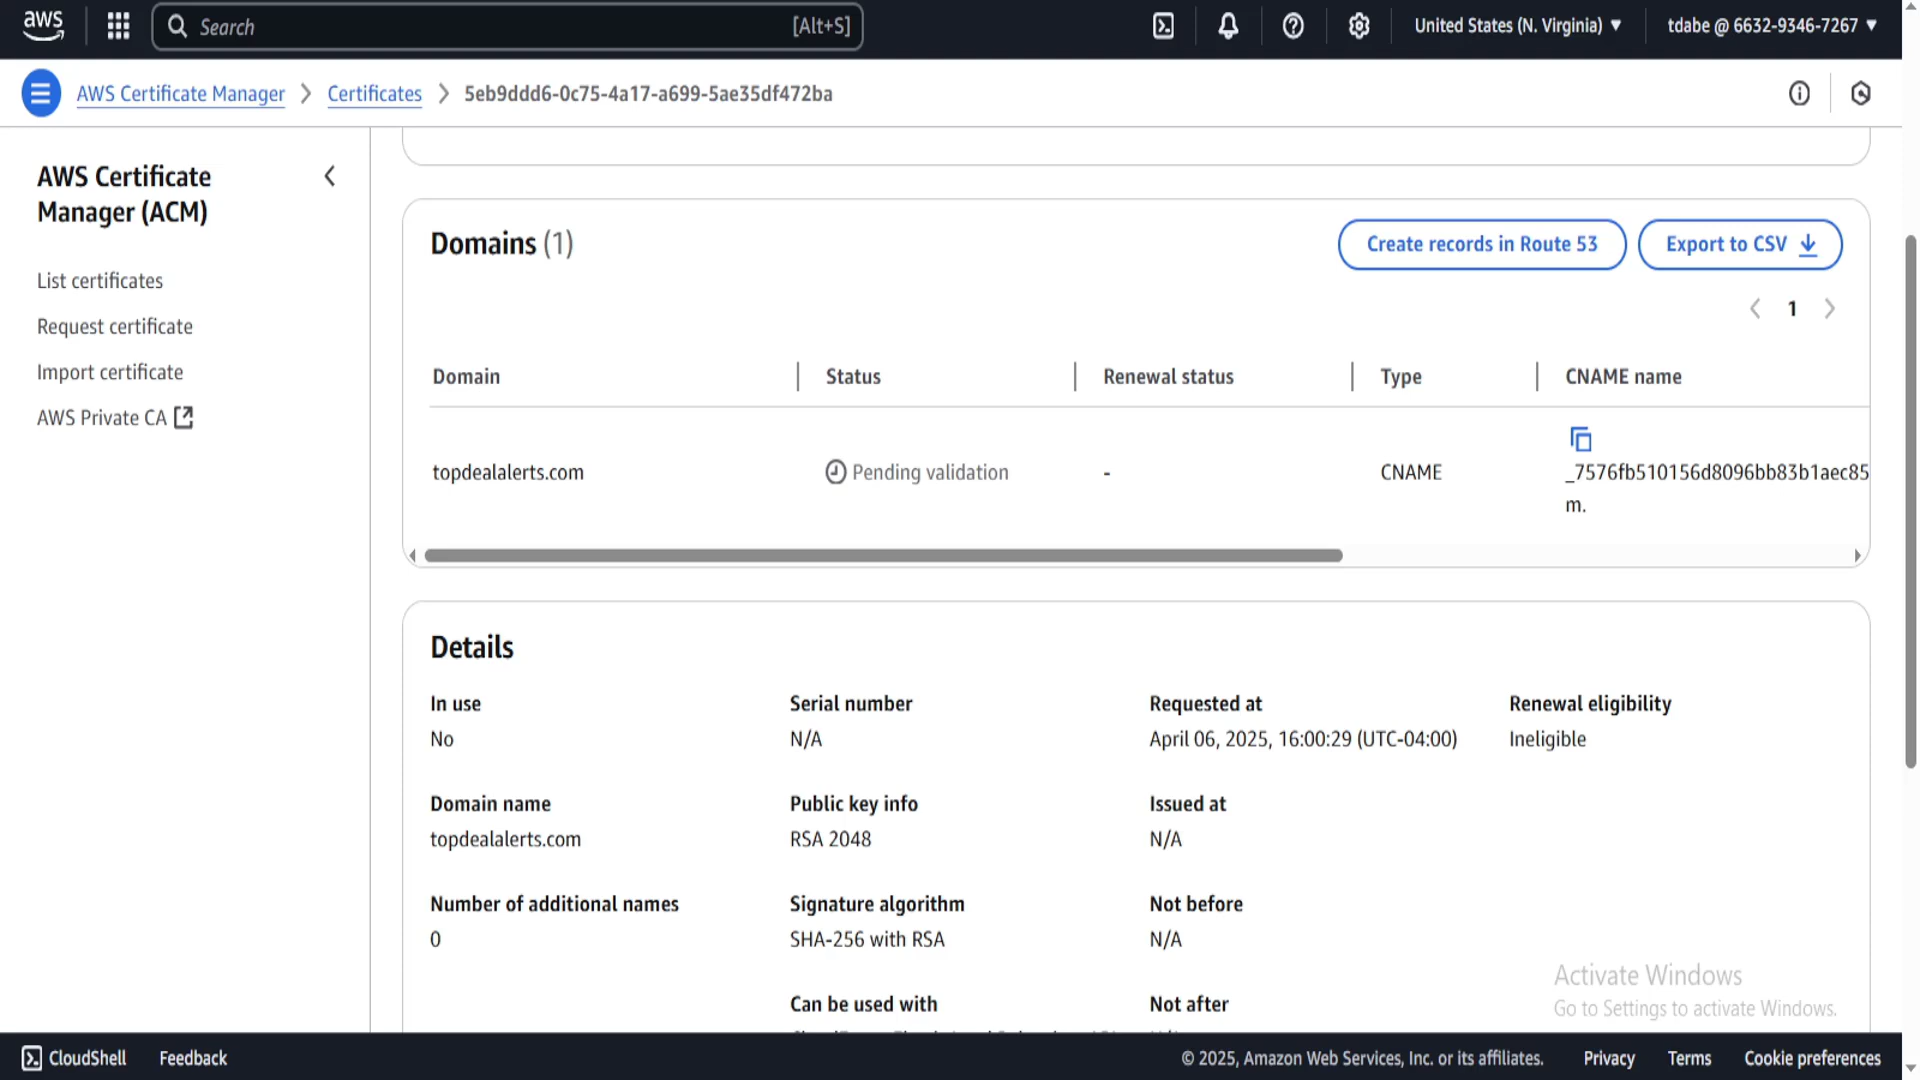 aws
Search [Alt+S]
United States (N. Virginia) ▼
tdabe @ 6632-9346-7267 ▼
AWS Certificate Manager > Certificates > 5eb9ddd6-0c75-4a17-a699-5ae35df472ba
AWS Certificate
Manager (ACM)
List certificates
Request certificate
Import certificate
AWS Private CA
Domains (1)
Create records in Route 53
Export to CSV
1
Domain Status Renewal status Type CNAME name
topdealalerts.com Pending validation - CNAME _7576fb510156d8096bb83b1aec85
m.
Details
In use
No
Serial number
N/A
Requested at
April 06, 2025, 16:00:29 (UTC-04:00)
Renewal eligibility
Ineligible
Domain name
topdealalerts.com
Public key info
RSA 2048
Issued at
N/A
Number of additional names
0
Signature algorithm
SHA-256 with RSA
Not before
N/A
Can be used with
Not after
Activate Windows
Go to Settings to activate Windows.
CloudShell Feedback
© 2025, Amazon Web Services, Inc. or its affiliates. Privacy Terms Cookie preferences